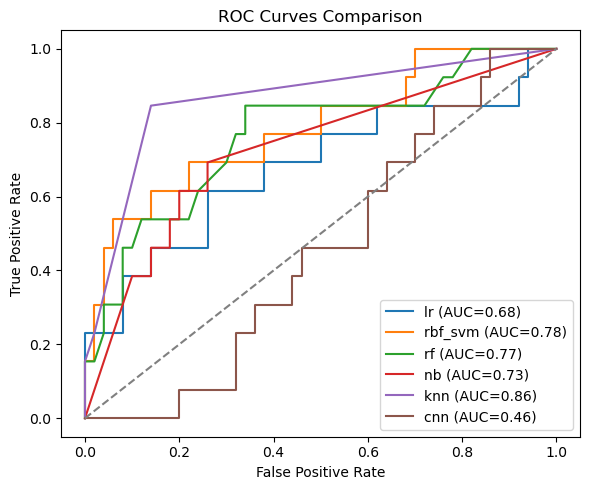 ROC Curves Comparison
True Positive Rate
1.0
0.8
0.6
0.4
0.2
0.0
lr (AUC=0.68)
rbf_svm (AUC=0.78)
rf (AUC=0.77)
nb (AUC=0.73)
knn (AUC=0.86)
cnn (AUC=0.46)
0.0 0.2 0.4 0.6 0.8 1.0
False Positive Rate